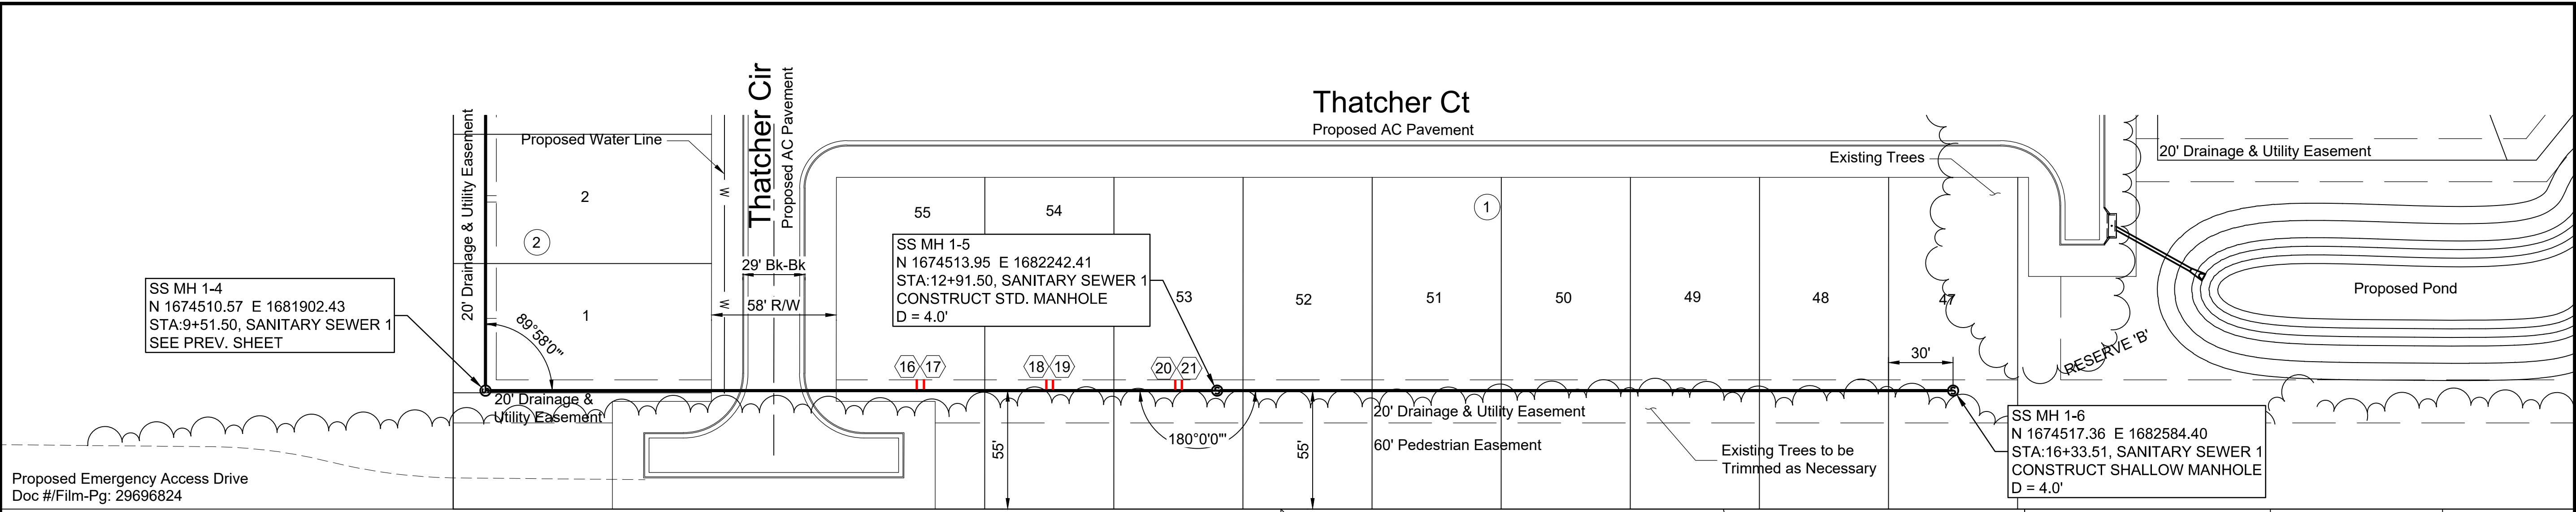 Thatcher Ct
Proposed AC Pavement
Thatcher Cir
Proposed AC Pavement
20' Drainage & Utility Easement
Proposed Water Line
W
W
2
2
1
29' Bk-Bk
58' R/W
SS MH 1-4
N 1674510.57 E 1681902.43
STA:9+51.50, SANITARY SEWER 1
SEE PREV. SHEET
89°58'0"
20' Drainage &
Utility Easement
Proposed Emergency Access Drive
Doc #/Film-Pg: 29696824
55
54
SS MH 1-5
N 1674513.95 E 1682242.41
STA:12+91.50, SANITARY SEWER 1
CONSTRUCT STD. MANHOLE
D = 4.0'
53
52
51
50
49
48
47
1
16 17
18 19
20 21
55'
55'
180°0'0"
30'
20' Drainage & Utility Easement
60' Pedestrian Easement
Existing Trees to be
Trimmed as Necessary
Existing Trees
20' Drainage & Utility Easement
Proposed Pond
RESERVE 'B'
SS MH 1-6
N 1674517.36 E 1682584.40
STA:16+33.51, SANITARY SEWER 1
CONSTRUCT SHALLOW MANHOLE
D = 4.0'